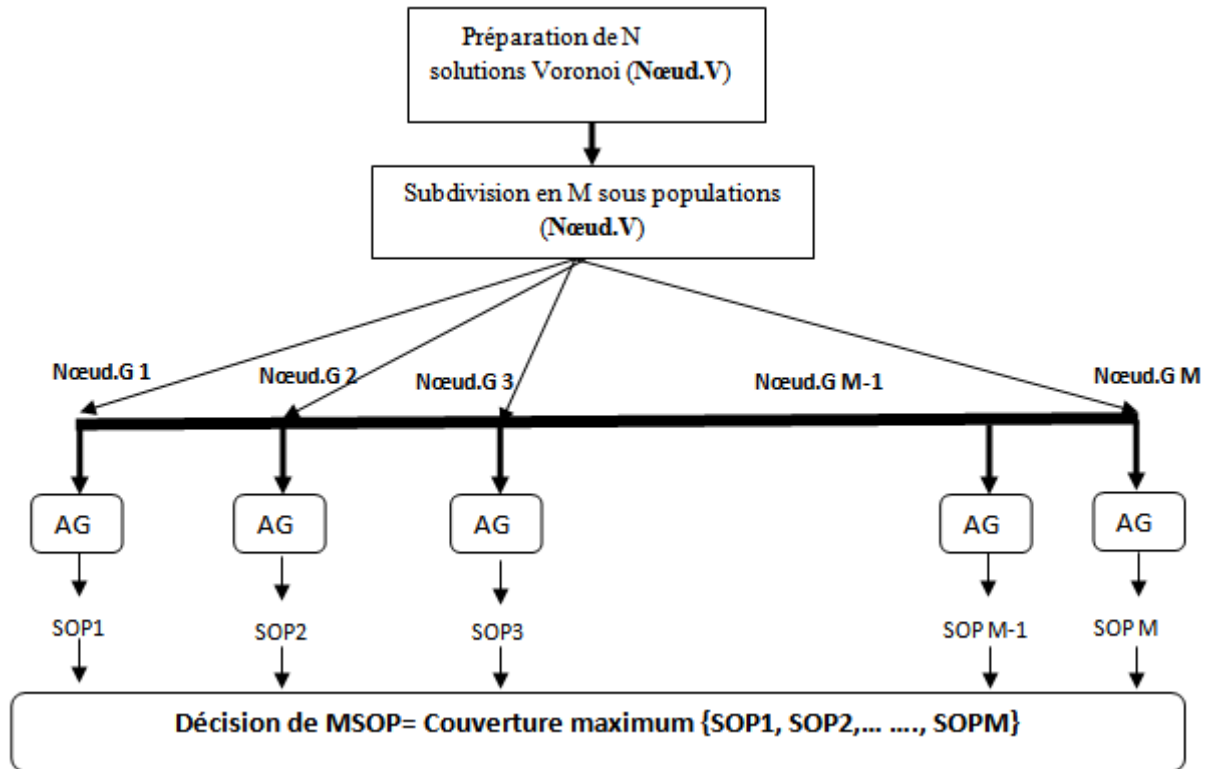 Préparation de N
solutions Voronoi (Nœud.V)
Subdivision en M sous populations
(Nœud.V)
Nœud.G 1
Nœud.G 2
Nœud.G 3
Nœud.G M-1
Nœud.G M
AG
AG
AG
AG
AG
SOP1
SOP2
SOP3
SOP M-1
SOP M
Décision de MSOP= Couverture maximum {SOP1, SOP2,... ...., SOPM}